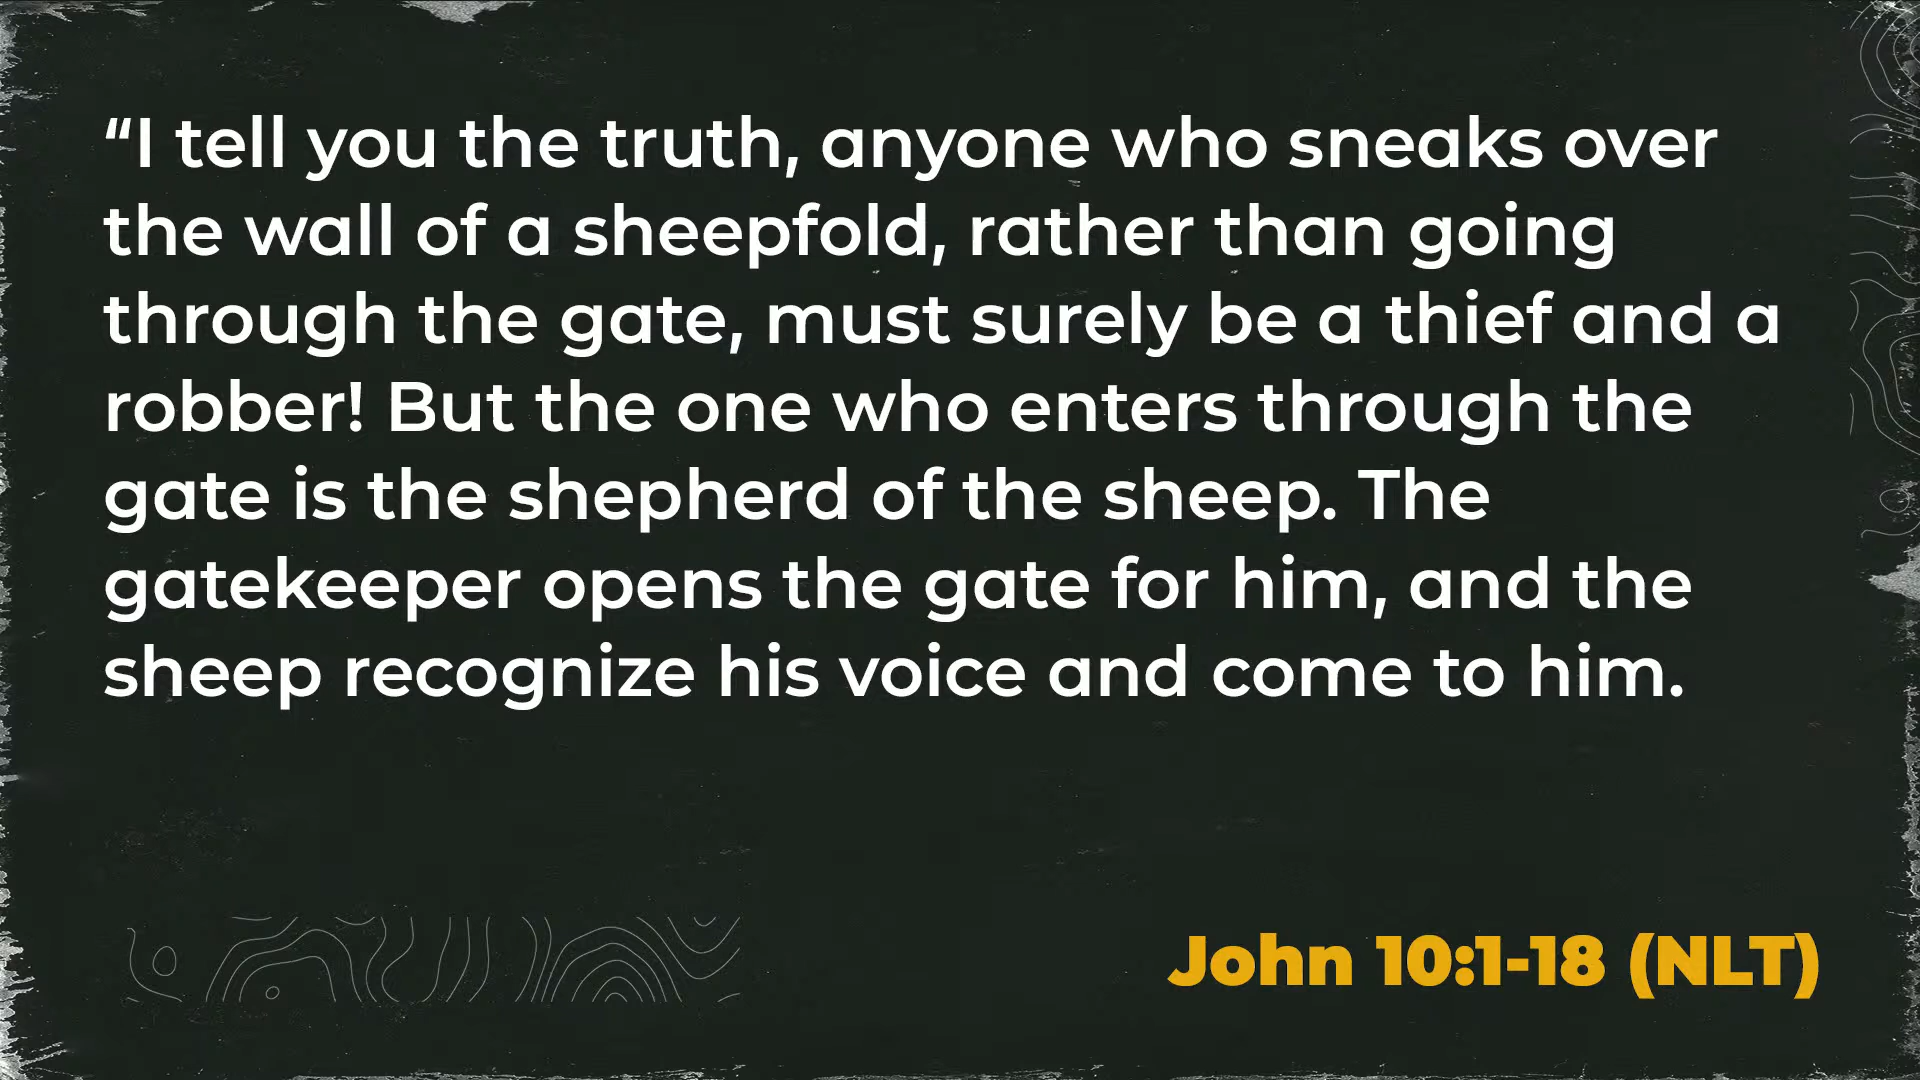 “I tell you the truth, anyone who sneaks over
the wall of a sheepfold, rather than going
through the gate, must surely be a thief and a
robber! But the one who enters through the
gate is the shepherd of the sheep. The
gatekeeper opens the gate for him, and the
sheep recognize his voice and come to him.
John 10:1-18 (NLT)